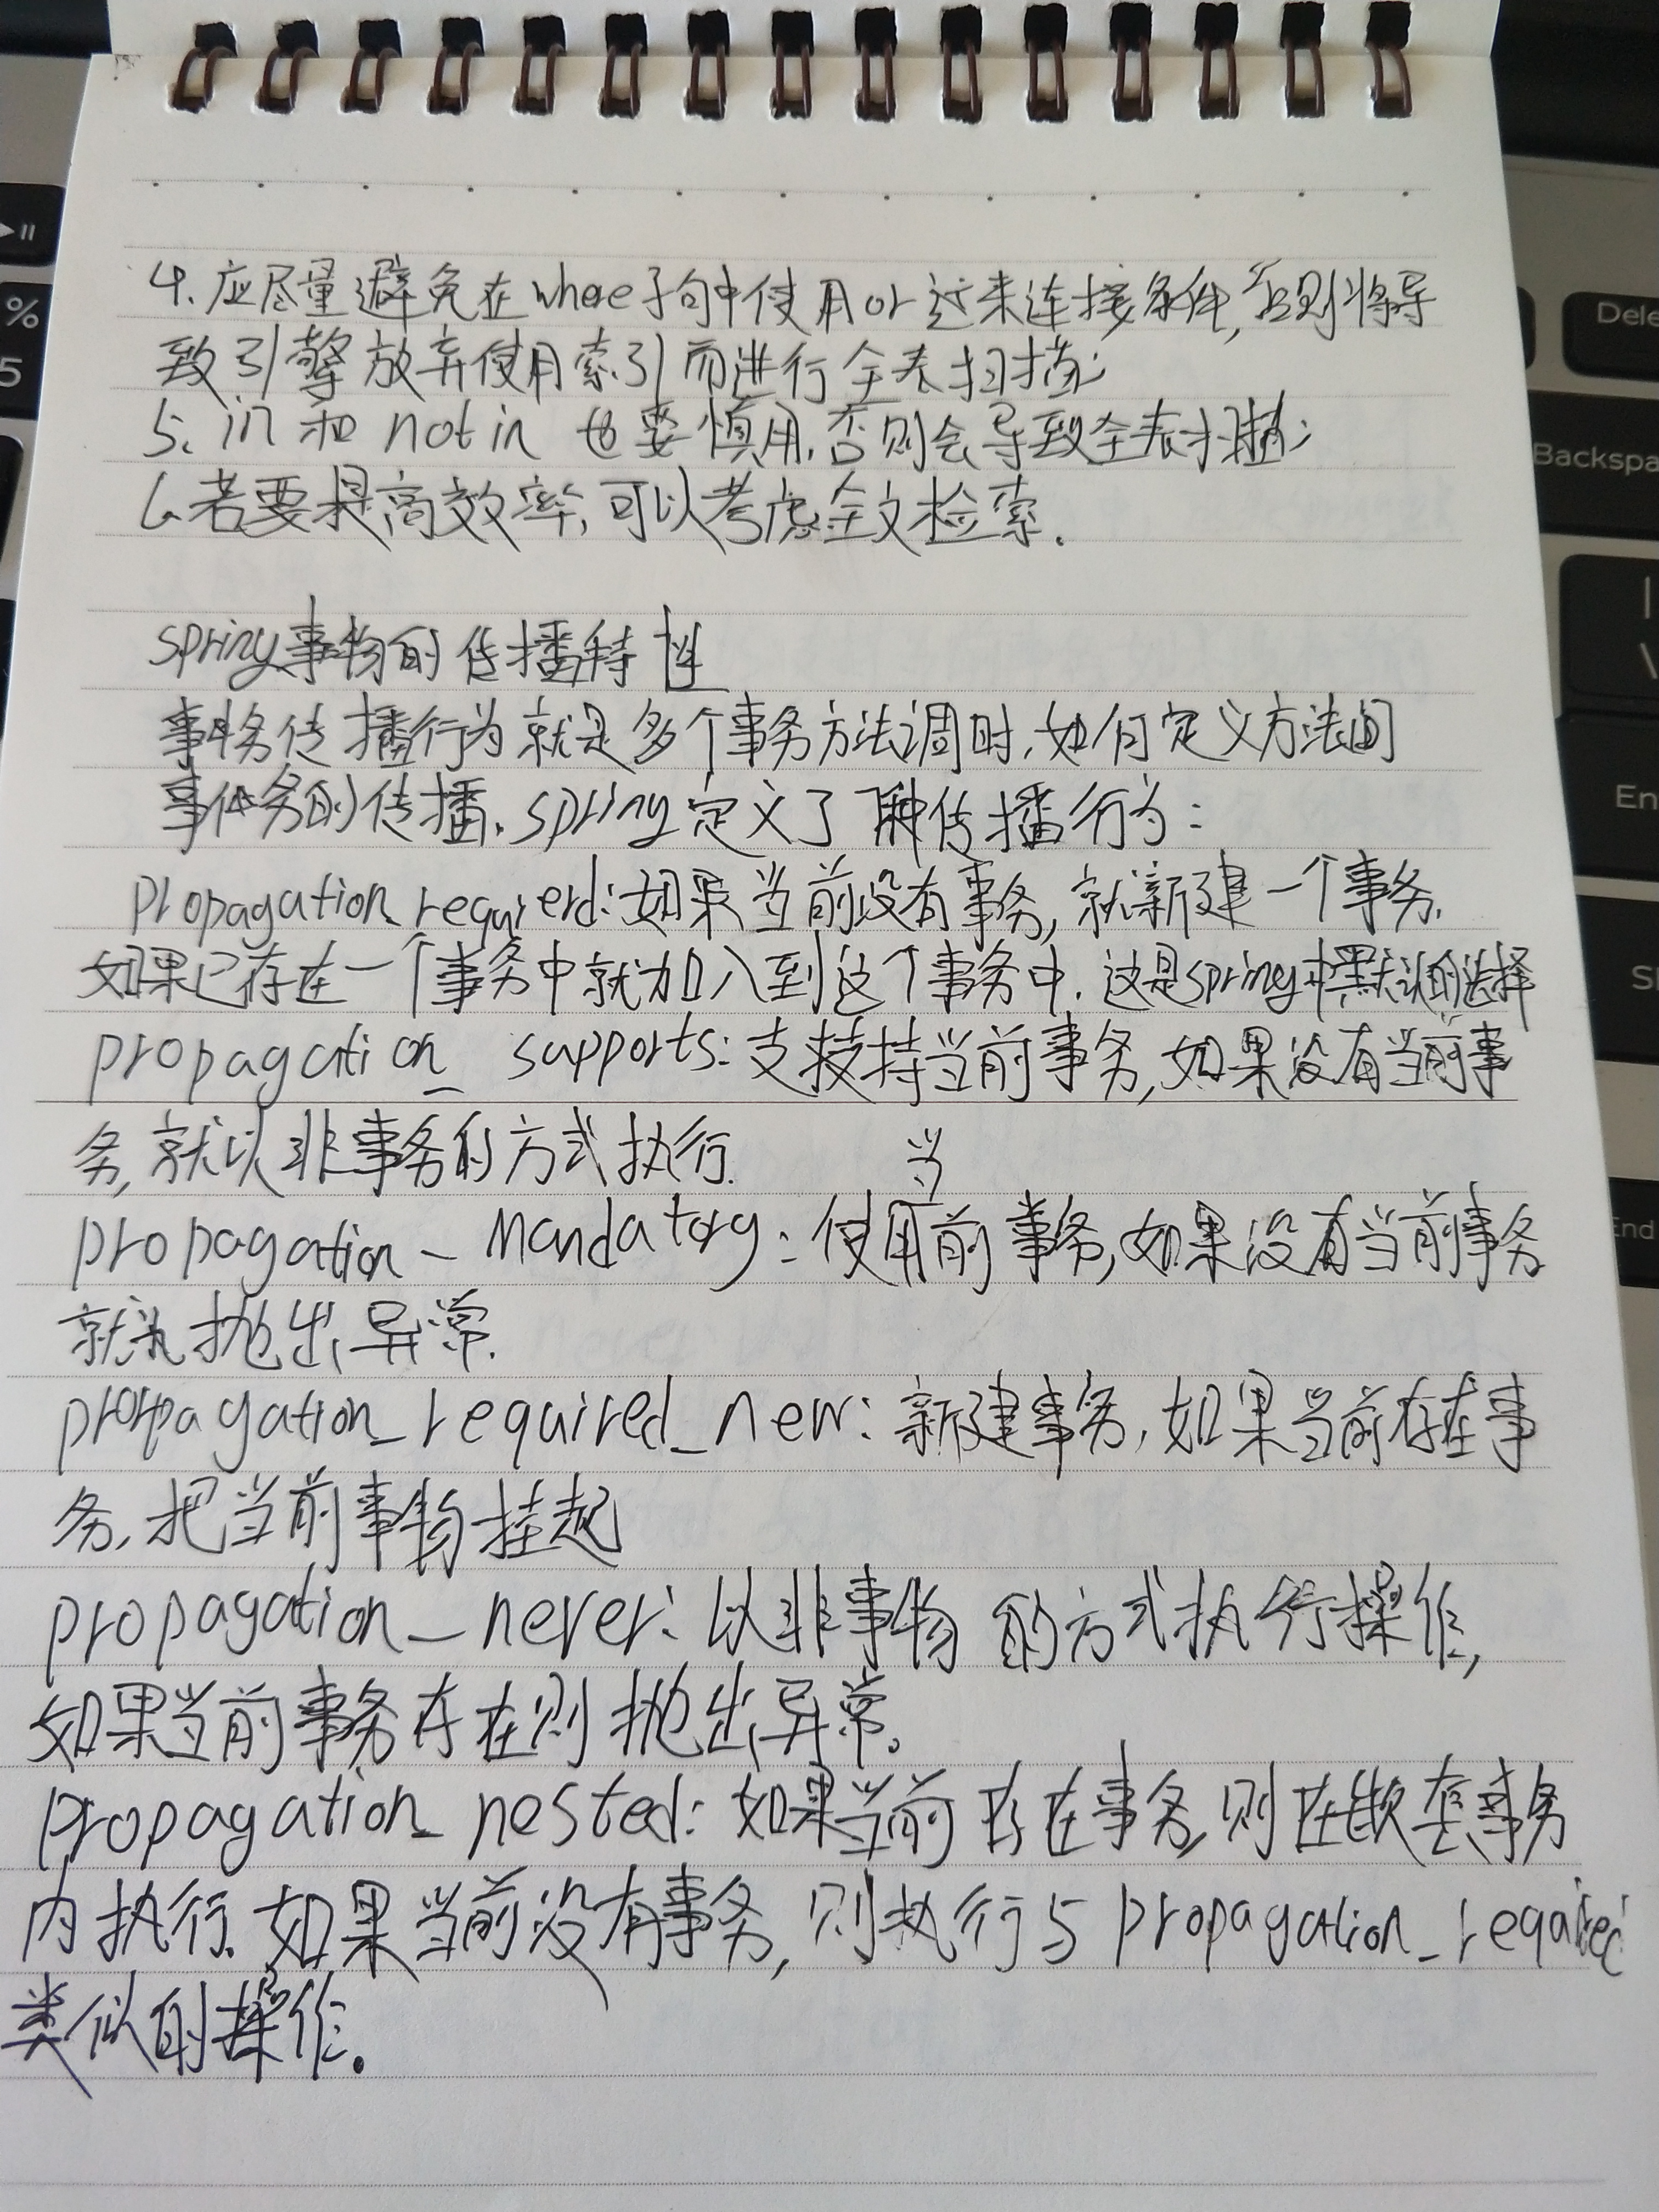 4.应尽量避免在where子句中使用or 过来连接条件,否则将导
致引擎放弃使用索引而进行全表扫描;
5. in 和 not in 也要慎用,否则会导致全表扫描;
6.若要提高效率,可以考虑全文检索.
spring事物的传播特性
事务传播行为就是多个事务方法调时,如何定义方法间
事务的传播. spring定义了7种传播行为:
propagation_requrerd:如果当前没有事务,就新建一个事务.
如果已存在一个事务中就加入到这个事务中.这是spring中默认的选择
propagation_ supports:支持当前事务,如果没有当前事
务,就以非事务的方式执行.
当
propagation_Mandatory:使用前事务,如果没有当前事务
就抛出异常.
propagation_required_new:新建事务,如果当前存在事
务,把当前事物挂起
propagation_never:以非事物的方式执行操作,
如果当前事务存在则抛出异常.
propagation_nested:如果当前存在事务,则在嵌套事务
内执行.如果当前没有事务,则执行与propagation_required
类似的操作.
▶II
%
5
Dele
Backspa
En
Sh
End